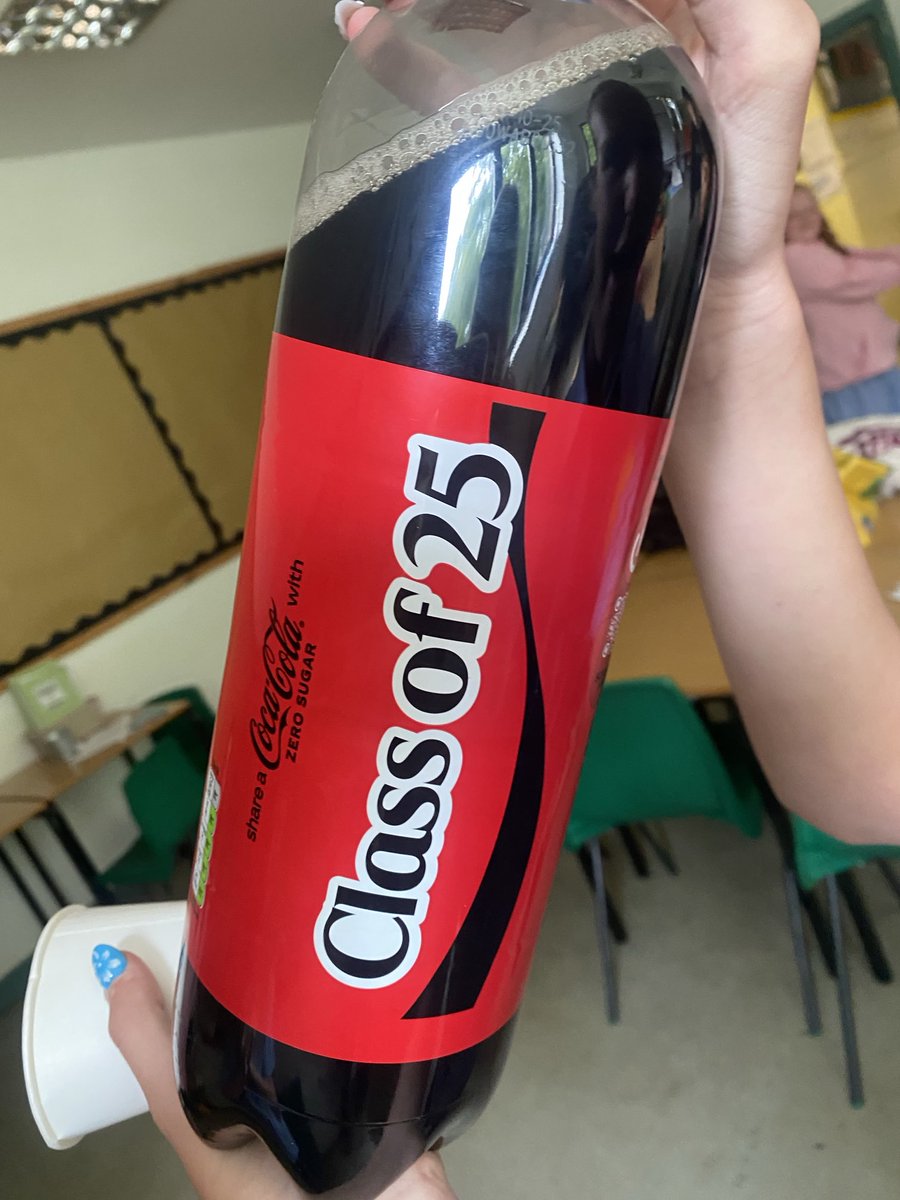 share a Coca-Cola with
ZERO SUGAR
Class of 25